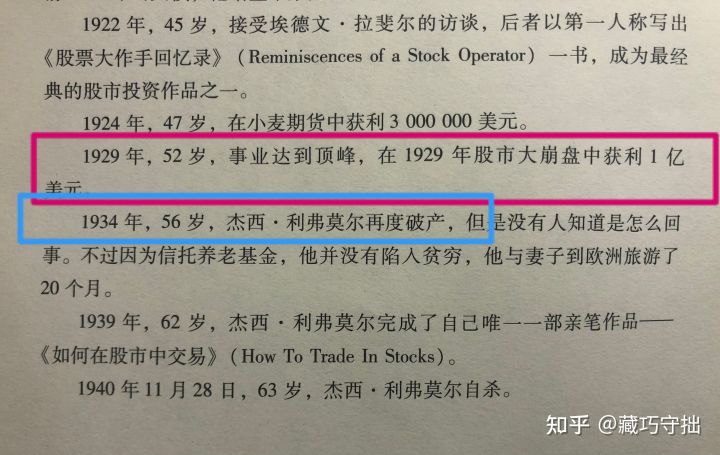 1922 年，45 岁，接受埃德文·拉斐尔的访谈，后者以第一人称写出
《股票大作手回忆录》（Reminiscences of a Stock Operator）一书，成为最经
典的股市投资作品之一。
1924 年，47 岁，在小麦期货中获利 3 000 000 美元。
1929 年，52 岁，事业达到顶峰，在 1929 年股市大崩盘中获利 1 亿
美元。
1934 年，56 岁，杰西·利弗莫尔再度破产，但是没有人知道是怎么回
事。不过因为信托养老基金，他并没有陷入贫穷，他与妻子到欧洲旅游了
20 个月。
1939 年，62 岁，杰西·利弗莫尔完成了自己唯一一部亲笔作品——
《如何在股市中交易》（How To Trade In Stocks）。
1940 年 11 月 28 日，63 岁，杰西·利弗莫尔自杀。
知乎 @藏巧守拙